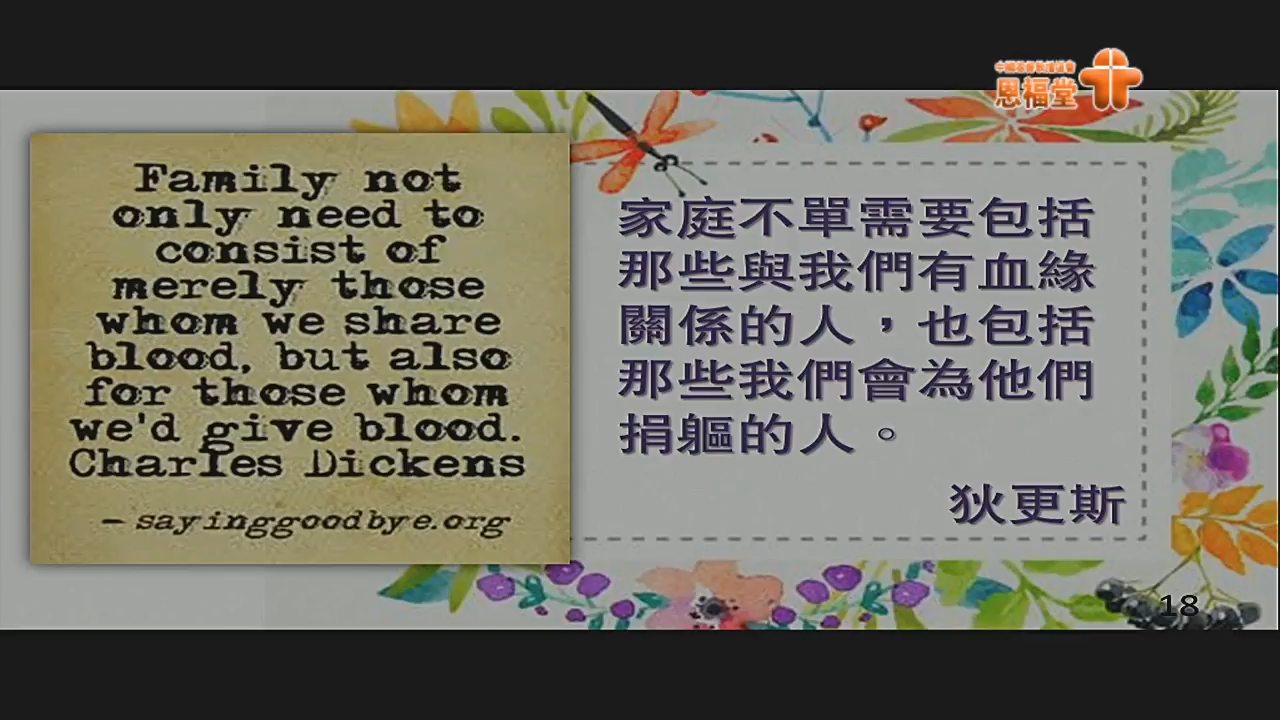 Family not
only need to
consist of
merely those
whom we share
blood, but also
for those whom
we'd give blood.
Charles Dickens
– sayinggoodbye.org
家庭不單需要包括
那些與我們有血緣
關係的人，也包括
那些我們會為他們
捐軀的人。
狄更斯
恩福堂
18